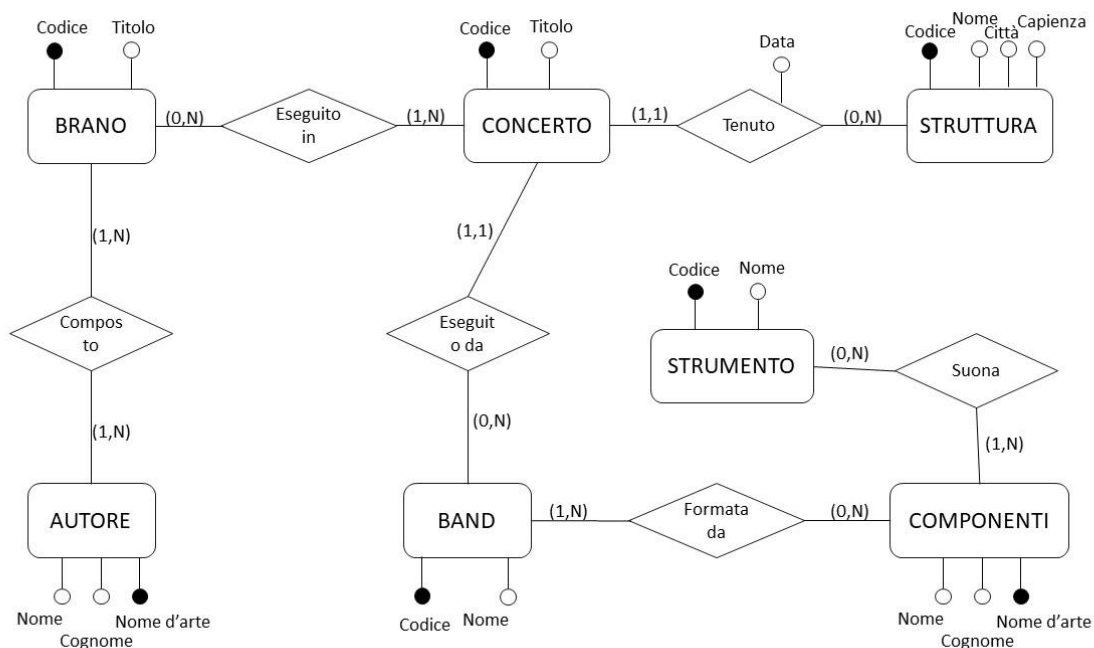 Codice
Titolo
Codice
Titolo
Data
Codice
Nome
Città
Capienza
BRANO
(0,N)
Eseguito
in
(1,N)
CONCERTO
(1,1)
Tenuto
(0,N)
STRUTTURA
(1,N)
(1,1)
Codice
Nome
Compos
to
Eseguit
o da
STRUMENTO
(0,N)
Suona
(1,N)
(0,N)
(1,N)
AUTORE
BAND
(1,N)
Formata
da
(0,N)
COMPONENTI
Nome
Cognome
Nome d'arte
Codice
Nome
Nome
Cognome
Nome d'arte